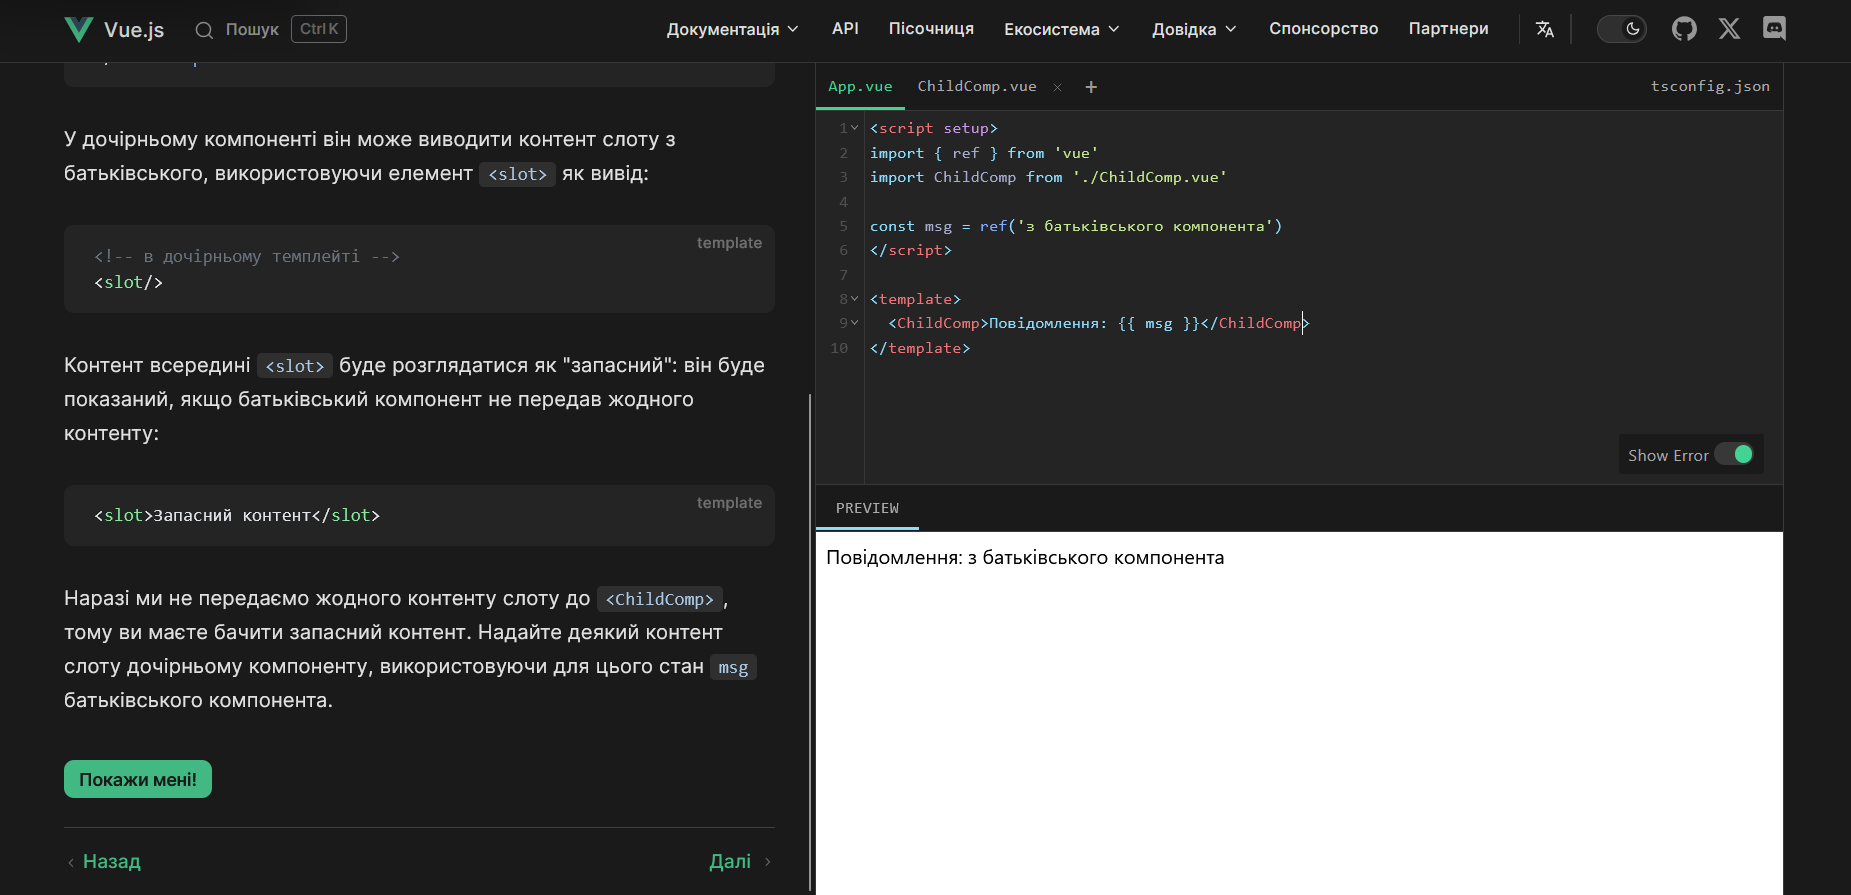 Vue.js Пошук Ctrl K Документація API Пісочниця Екосистема Довідка Спонсорство Партнери
У дочірньому компоненті він може виводити контент слоту з
батьківського, використовуючи елемент <slot> як вивід:
template
<!-- в дочірньому темплейті -->
<slot/>
Контент всередині <slot> буде розглядатися як "запасний": він буде
показаний, якщо батьківський компонент не передав жодного
контенту:
template
<slot>Запасний контент</slot>
Наразі ми не передаємо жодного контенту слоту до <ChildComp>,
тому ви маєте бачити запасний контент. Надайте деякий контент
слоту дочірньому компоненту, використовуючи для цього стан msg
батьківського компонента.
Покажи мені!
Назад Далі
App.vue ChildComp.vue × + tsconfig.json
1 <script setup>
2 import { ref } from 'vue'
3 import ChildComp from './ChildComp.vue'
4
5 const msg = ref('з батьківського компонента')
6 </script>
7
8 <template>
9 <ChildComp>Повідомлення: {{ msg }}</ChildComp>
10 </template>
Show Error
PREVIEW
Повідомлення: з батьківського компонента